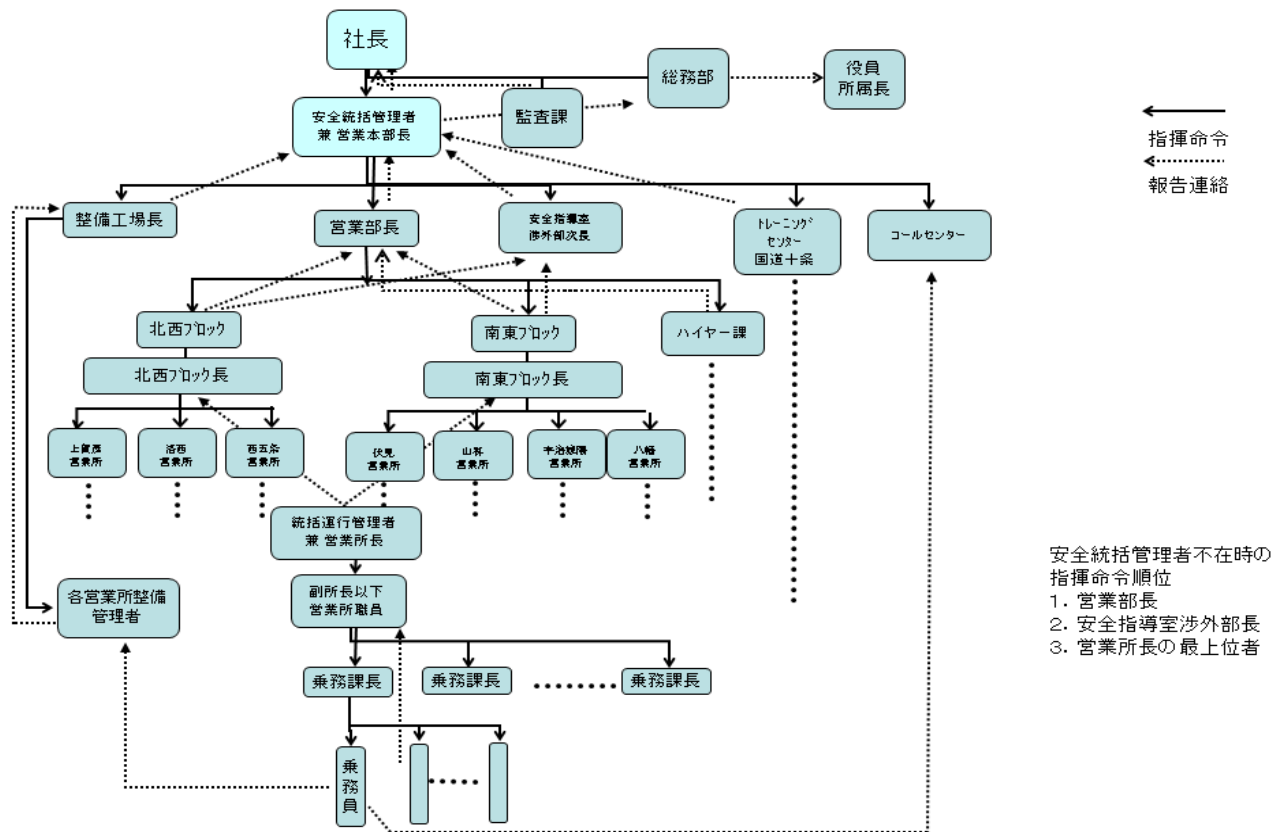 社長
総務部
役員
所属長
監査課
安全統括管理者
兼 営業本部長
指揮命令
報告連絡
整備工場長
営業部長
安全指導室
渉外部次長
トレーニング
センター
国道十条
コールセンター
北西ブロック
南東ブロック
ハイヤー課
北西ブロック長
南東ブロック長
上賀茂
営業所
洛西
営業所
西五条
営業所
伏見
営業所
山科
営業所
宇治城陽
営業所
八幡
営業所
統括運行管理者
兼 営業所長
各営業所整備
管理者
副所長以下
営業所職員
安全統括管理者不在時の
指揮命令順位
1. 営業部長
2. 安全指導室渉外部長
3. 営業所長の最上位者
乗務課長
乗務課長
乗務課長
乗務員